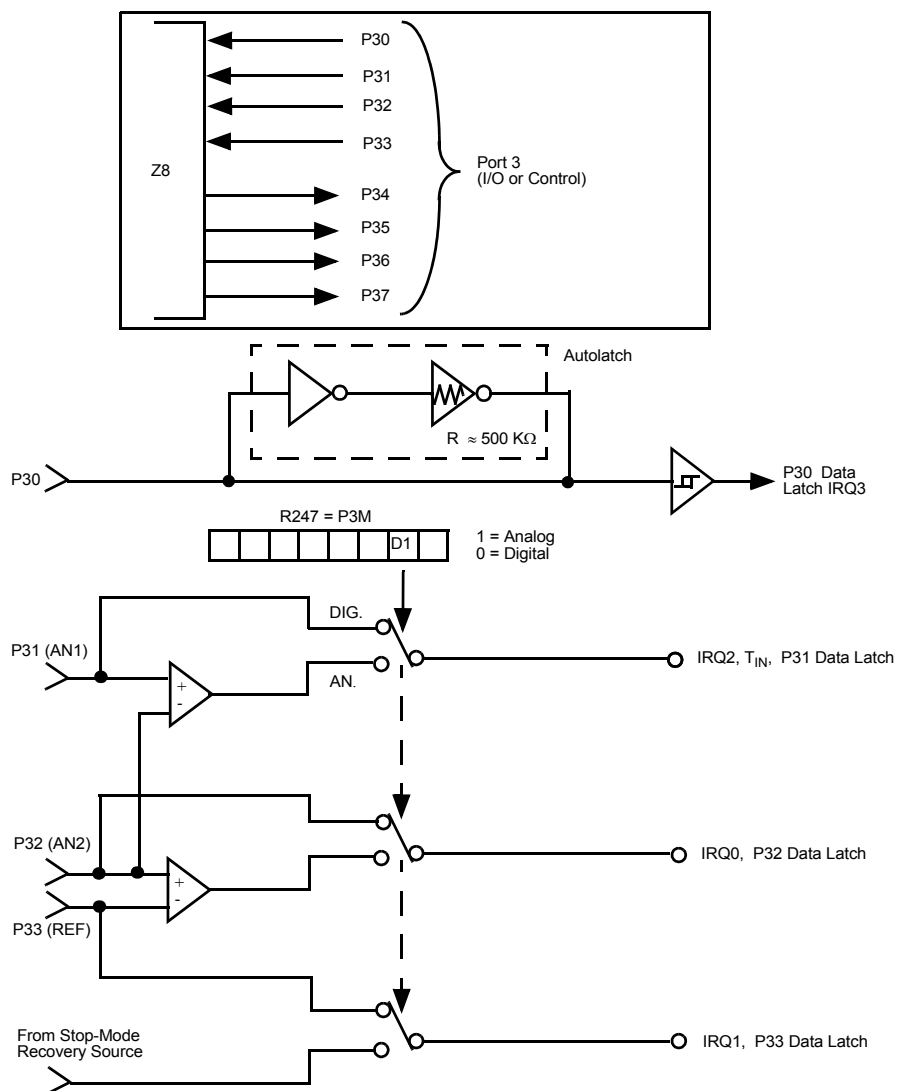 P30
P31
P32
P33
Z8
Port 3
(I/O or Control)
P34
P35
P36
P37
Autolatch
R ≈ 500 KΩ
P30
P30 Data
Latch IRQ3
R247 = P3M
D1
1 = Analog
0 = Digital
DIG.
P31 (AN1)
IRQ2, TIN, P31 Data Latch
AN.
+
-
P32 (AN2)
IRQ0, P32 Data Latch
+
-
P33 (REF)
From Stop-Mode
Recovery Source
IRQ1, P33 Data Latch